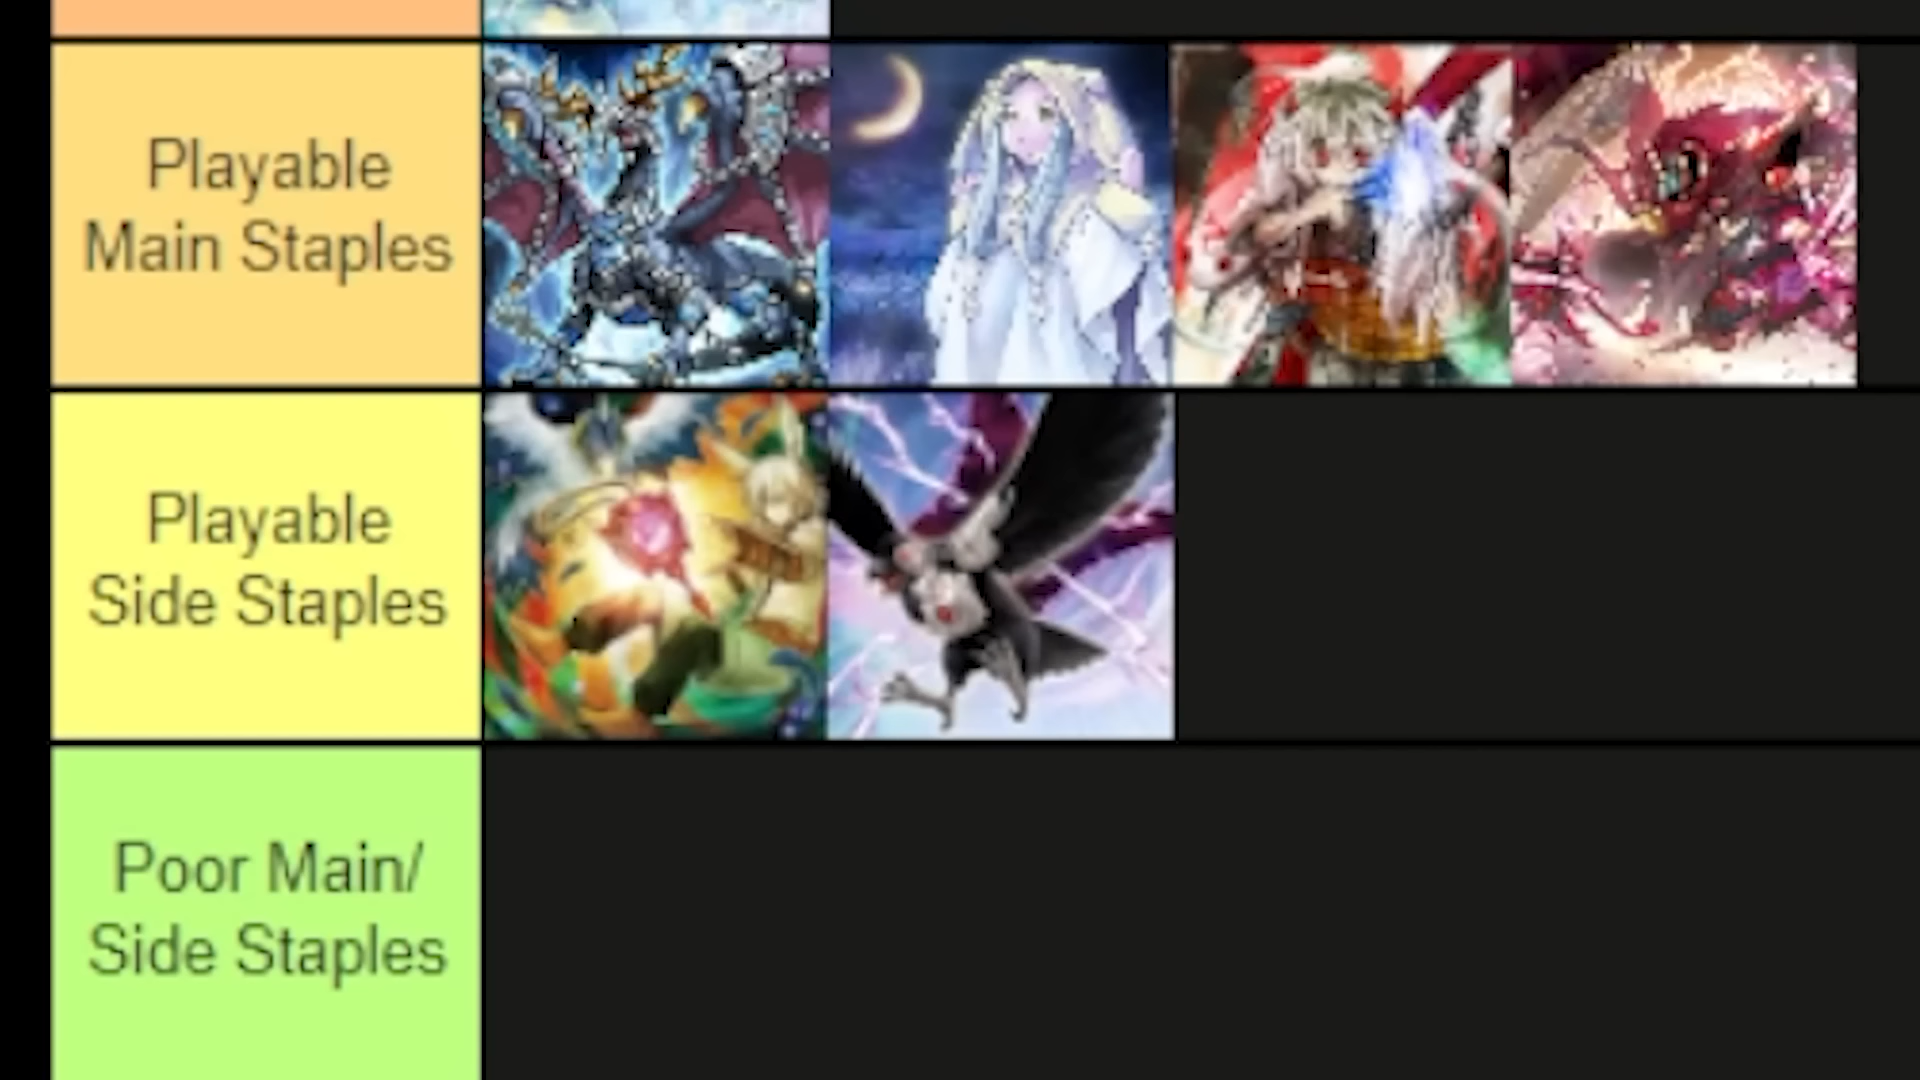 Playable
Main Staples
Playable
Side Staples
Poor Main/
Side Staples